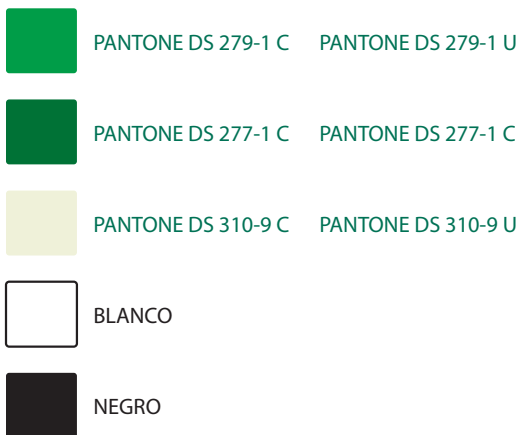 PANTONE DS 279-1 C PANTONE DS 279-1 U
PANTONE DS 277-1 C PANTONE DS 277-1 C
PANTONE DS 310-9 C PANTONE DS 310-9 U
BLANCO
NEGRO